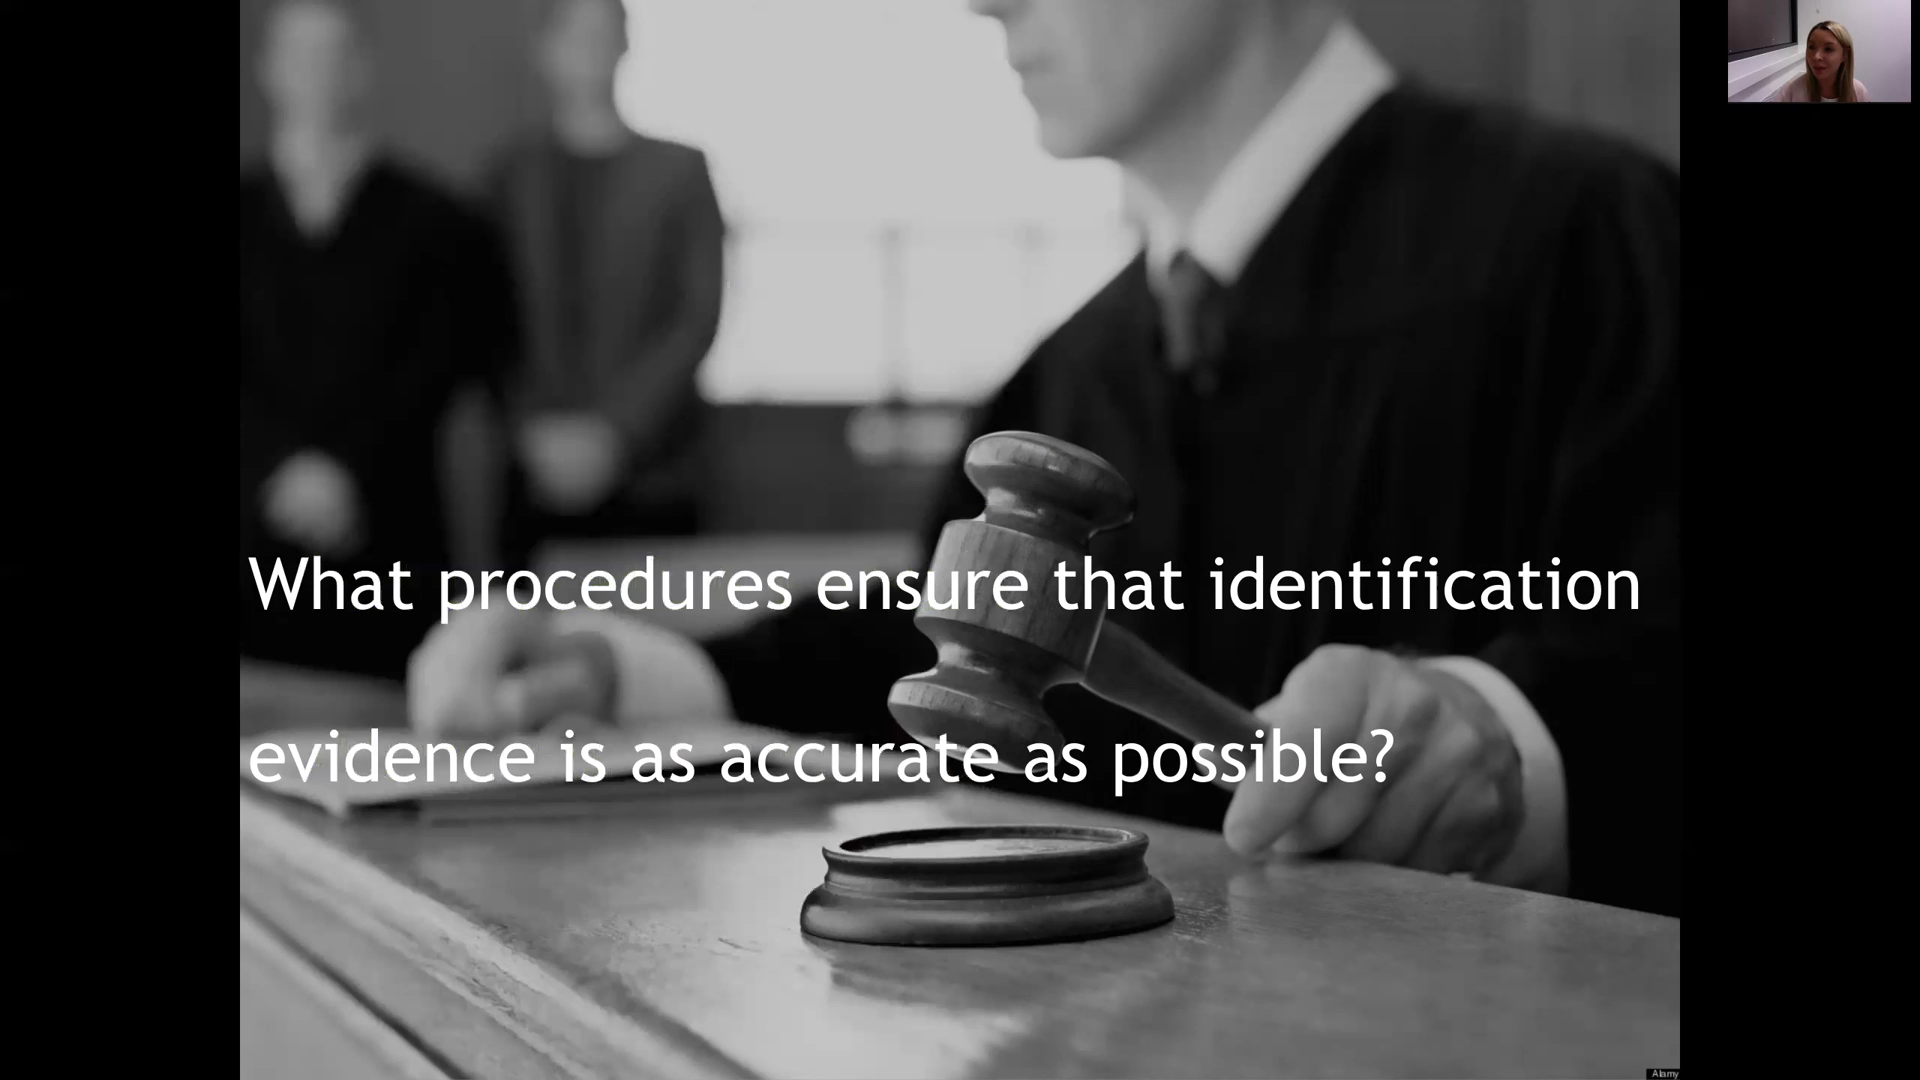 What procedures ensure that identification
evidence is as accurate as possible?
Alamy